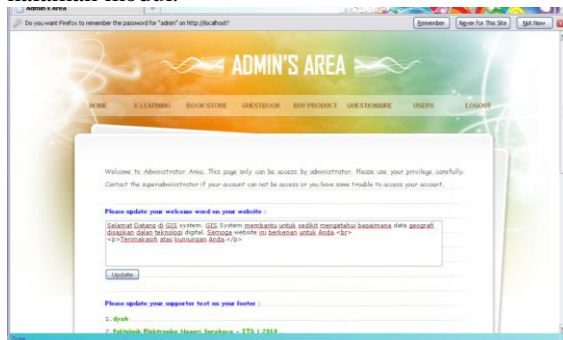 Admin's Area
Do you want Firefox to remember the password for "admin" on http://localhost?
Remember
Never for This Site
Not Now
ADMIN'S AREA
HOME E-LEARNING BOOK STORE GUESTBOOK BUY PRODUCT QUESTIONAIRE USERS LOGOUT
Welcome to Administrator Area. This page only can be access by administrator. Please use your privilege carefully.
Contact the superadministrator if your account can not be access or you have some trouble to access your account.
Please update your welcome word on your website :
Selamat Datang di GIS system. GIS System membantu untuk sedikit mengetahui bagaimana data geografi
disajikan dalan teknologi digital. Semoga website ini berkenan untuk Anda.<br>
<p>Terimakasih atas kunjungan Anda.</p>
Update
Please update your supporter text on your footer :
1. dyah
2. Politeknik Elektronika Negeri Surabaya - ITS | 2010
Done